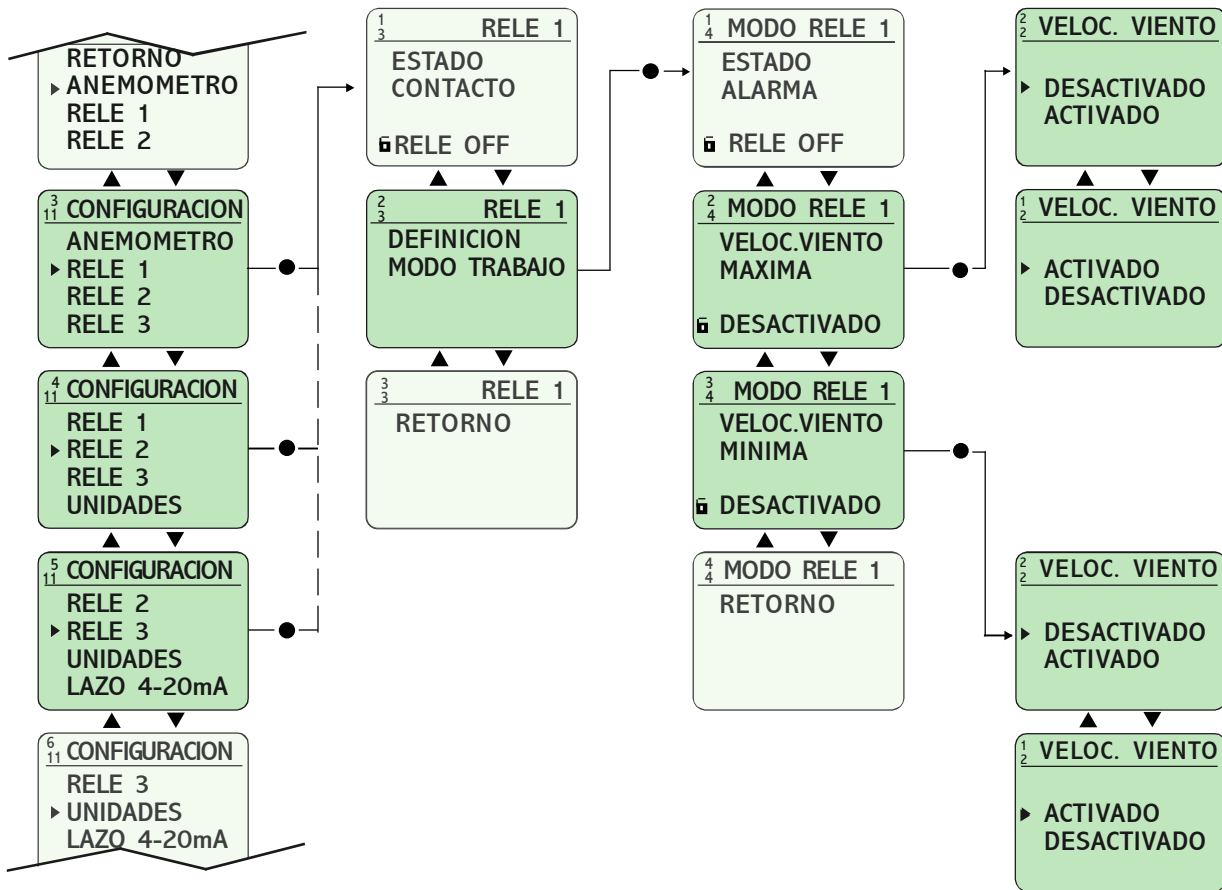 RETORNO
ANEMOMETRO
RELE 1
RELE 2
3
11 CONFIGURACION
ANEMOMETRO
RELE 1
RELE 2
RELE 3
4
11 CONFIGURACION
RELE 1
RELE 2
RELE 3
UNIDADES
5
11 CONFIGURACION
RELE 2
RELE 3
UNIDADES
LAZO 4-20mA
6
11 CONFIGURACION
RELE 3
UNIDADES
LAZO 4-20mA
1
3 RELE 1
ESTADO
CONTACTO
RELE OFF
2
3 RELE 1
DEFINICION
MODO TRABAJO
3
3 RELE 1
RETORNO
1
4 MODO RELE 1
ESTADO
ALARMA
RELE OFF
2
4 MODO RELE 1
VELOC.VIENTO
MAXIMA
DESACTIVADO
3
4 MODO RELE 1
VELOC.VIENTO
MINIMA
DESACTIVADO
4
4 MODO RELE 1
RETORNO
2
2 VELOC. VIENTO
DESACTIVADO
ACTIVADO
1
2 VELOC. VIENTO
ACTIVADO
DESACTIVADO
2
2 VELOC. VIENTO
DESACTIVADO
ACTIVADO
1
2 VELOC. VIENTO
ACTIVADO
DESACTIVADO